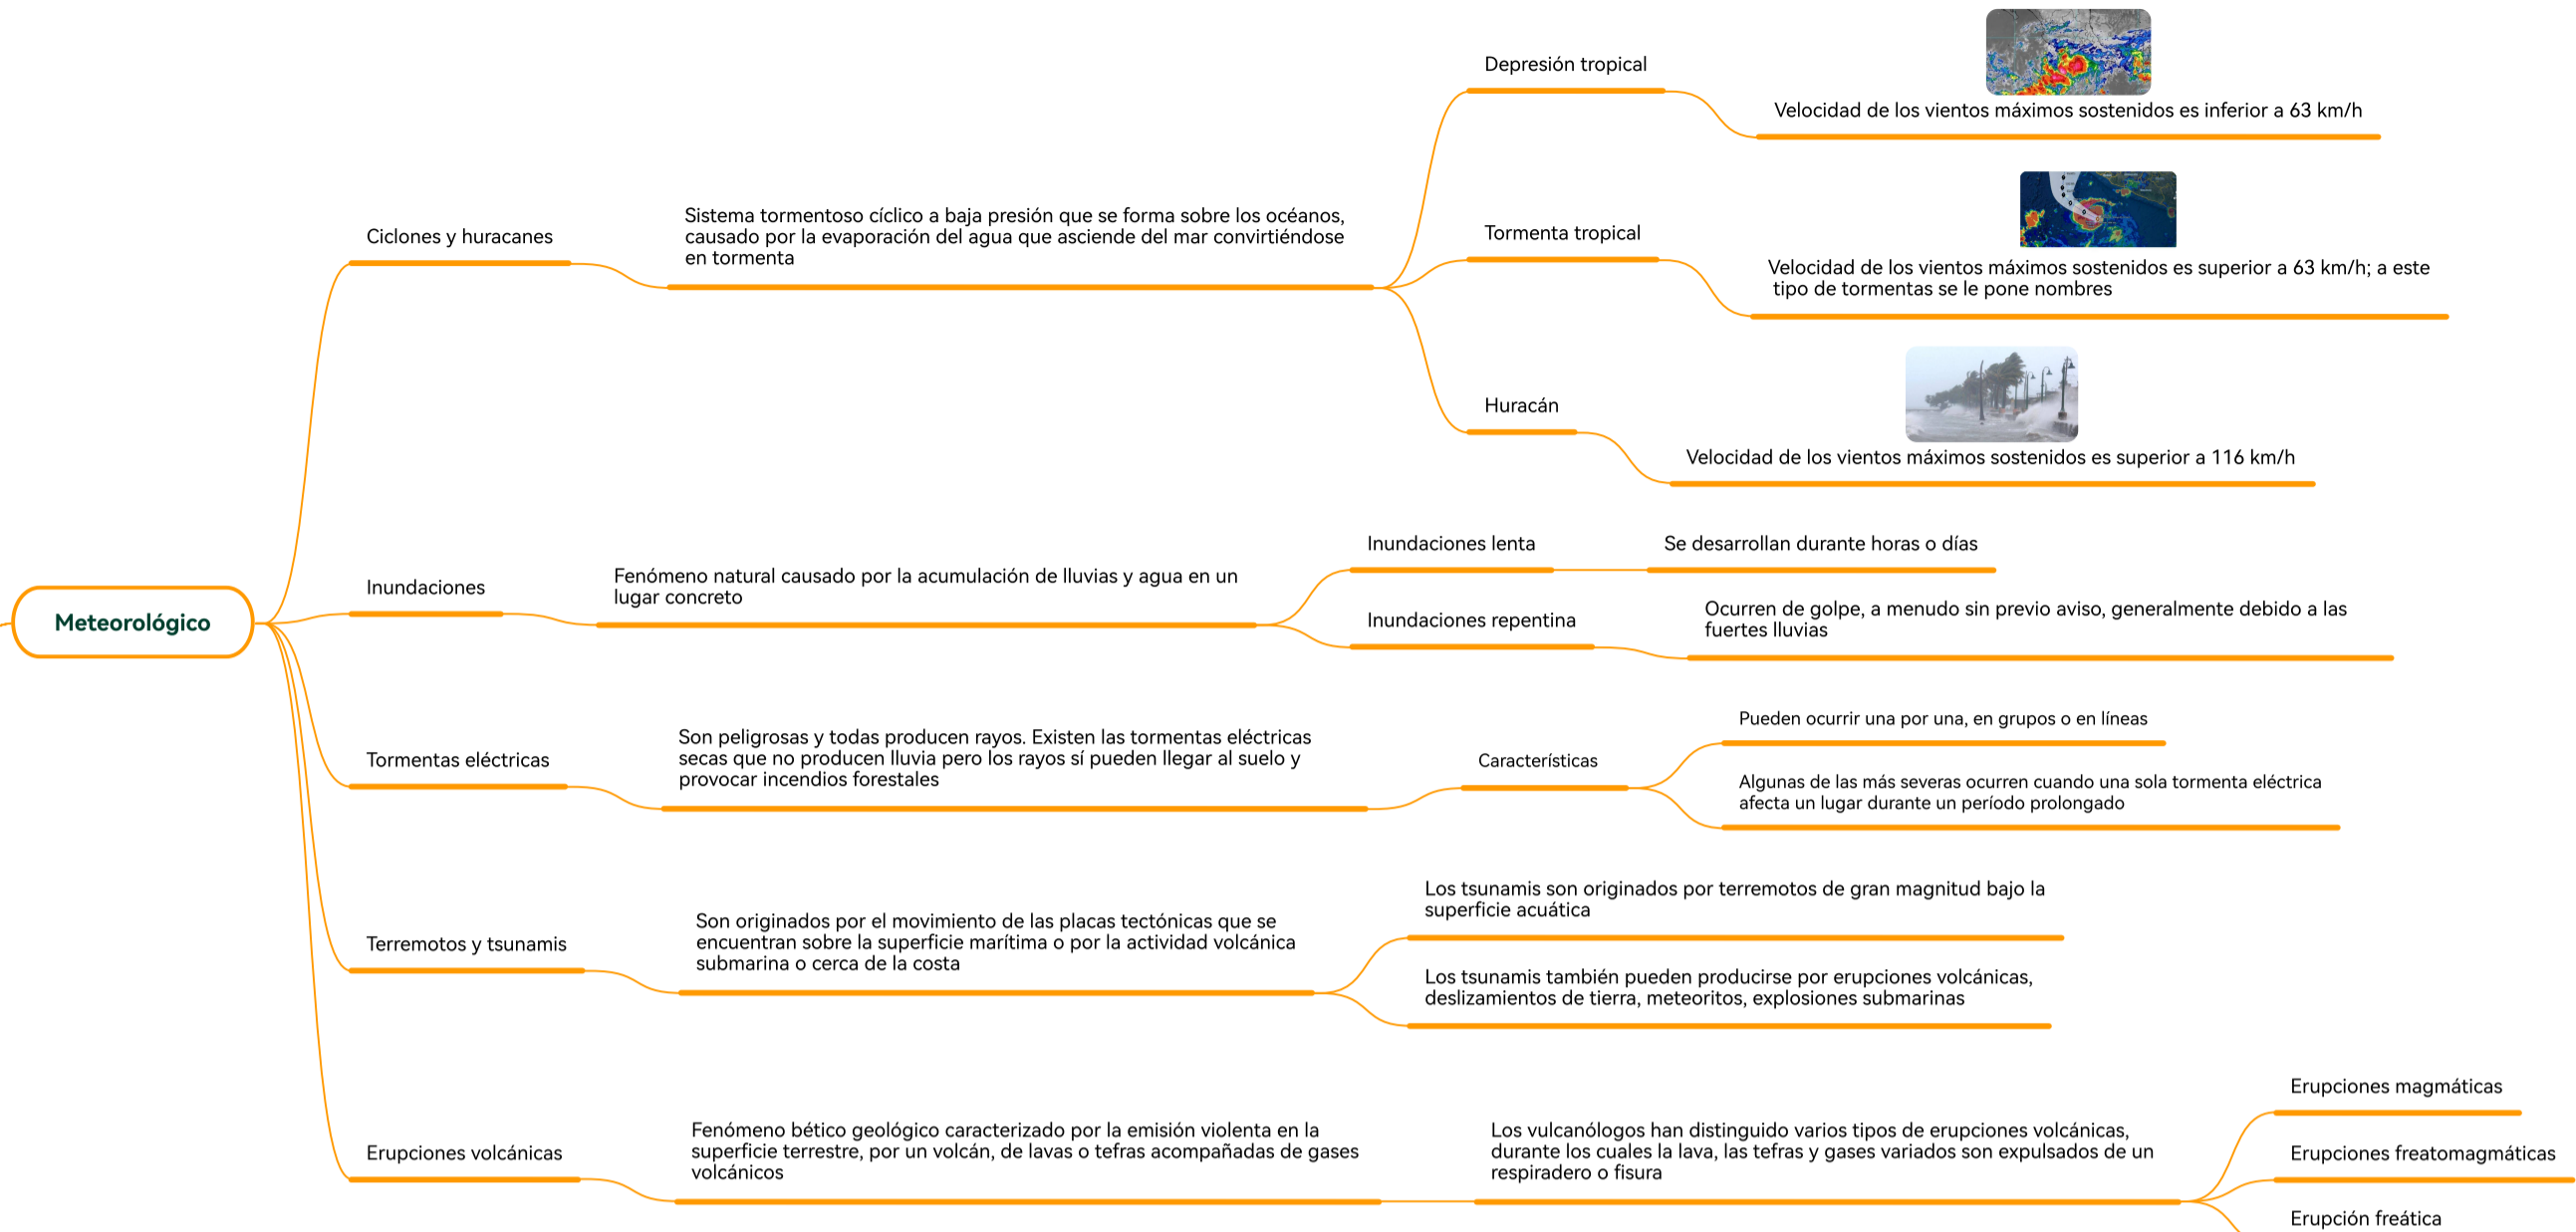 Meteorológico
Ciclones y huracanes
Sistema tormentoso cíclico a baja presión que se forma sobre los océanos,
causado por la evaporación del agua que asciende del mar convirtiéndose
en tormenta
Depresión tropical
Velocidad de los vientos máximos sostenidos es inferior a 63 km/h
Tormenta tropical
Velocidad de los vientos máximos sostenidos es superior a 63 km/h; a este
tipo de tormentas se le pone nombres
Huracán
Velocidad de los vientos máximos sostenidos es superior a 116 km/h
Inundaciones
Fenómeno natural causado por la acumulación de lluvias y agua en un
lugar concreto
Inundaciones lenta
Se desarrollan durante horas o días
Inundaciones repentina
Ocurren de golpe, a menudo sin previo aviso, generalmente debido a las
fuertes lluvias
Tormentas eléctricas
Son peligrosas y todas producen rayos. Existen las tormentas eléctricas
secas que no producen lluvia pero los rayos sí pueden llegar al suelo y
provocar incendios forestales
Características
Pueden ocurrir una por una, en grupos o en líneas
Algunas de las más severas ocurren cuando una sola tormenta eléctrica
afecta un lugar durante un período prolongado
Terremotos y tsunamis
Son originados por el movimiento de las placas tectónicas que se
encuentran sobre la superficie marítima o por la actividad volcánica
submarina o cerca de la costa
Los tsunamis son originados por terremotos de gran magnitud bajo la
superficie acuática
Los tsunamis también pueden producirse por erupciones volcánicas,
deslizamientos de tierra, meteoritos, explosiones submarinas
Erupciones volcánicas
Fenómeno bético geológico caracterizado por la emisión violenta en la
superficie terrestre, por un volcán, de lavas o tefras acompañadas de gases
volcánicos
Los vulcanólogos han distinguido varios tipos de erupciones volcánicas,
durante los cuales la lava, las tefras y gases variados son expulsados de un
respiradero o fisura
Erupciones magmáticas
Erupciones freatomagmáticas
Erupción freática